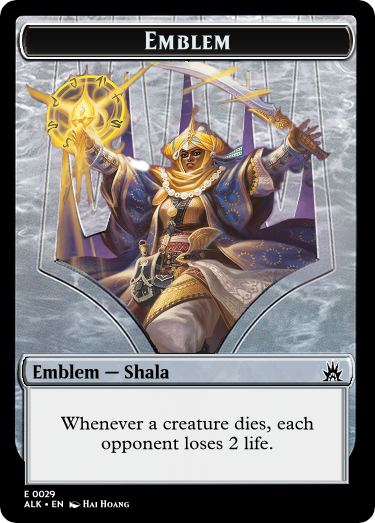 EMBLEM
Emblem — Shala
Whenever a creature dies, each
opponent loses 2 life.
E 0029
ALK • EN HAI HOANG